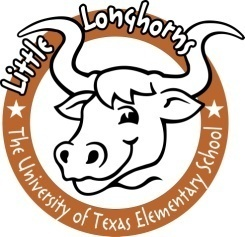 Little Longhorns
The University of Texas Elementary School